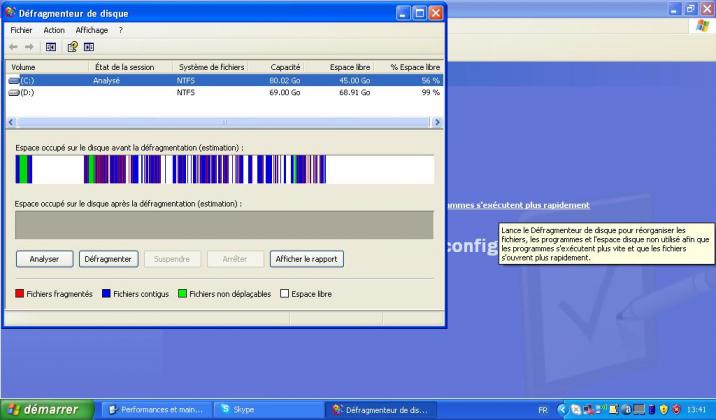 Défragmenteur de disque
Fichier Action Affichage ?
Volume État de la session Système de fichiers Capacité Espace libre % Espace libre
(C:) Analysé NTFS 80.02 Go 45.00 Go 56 %
(D:) NTFS 69.00 Go 68.91 Go 99 %
Espace occupé sur le disque avant la défragmentation (estimation) :
Espace occupé sur le disque après la défragmentation (estimation) :
Analyser Défragmenter Suspendre Arrêter Afficher le rapport
Fichiers fragmentés Fichiers contigus Fichiers non déplaçables Espace libre
mmes s'exécutent plus rapidement
config
Lance le Défragmenteur de disque pour réorganiser les
fichiers, les programmes et l'espace disque non utilisé afin que
les programmes s'exécutent plus vite et que les fichiers
s'ouvrent plus rapidement.
démarrer Performances et main... Skype Défragmenteur de dis... FR 13:41